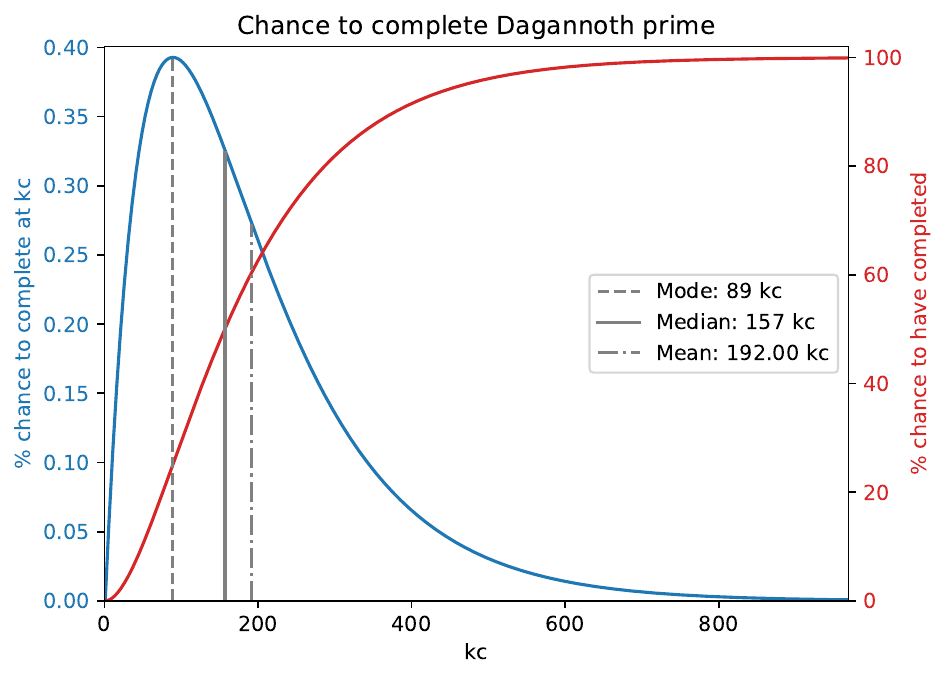 Chance to complete Dagannoth prime
% chance to complete at kc
0.40
0.35
0.30
0.25
0.20
0.15
0.10
0.05
0.00
Mode: 89 kc
Median: 157 kc
Mean: 192.00 kc
100
80
60
40
20
0
% chance to have completed
0 200 400 600 800
kc